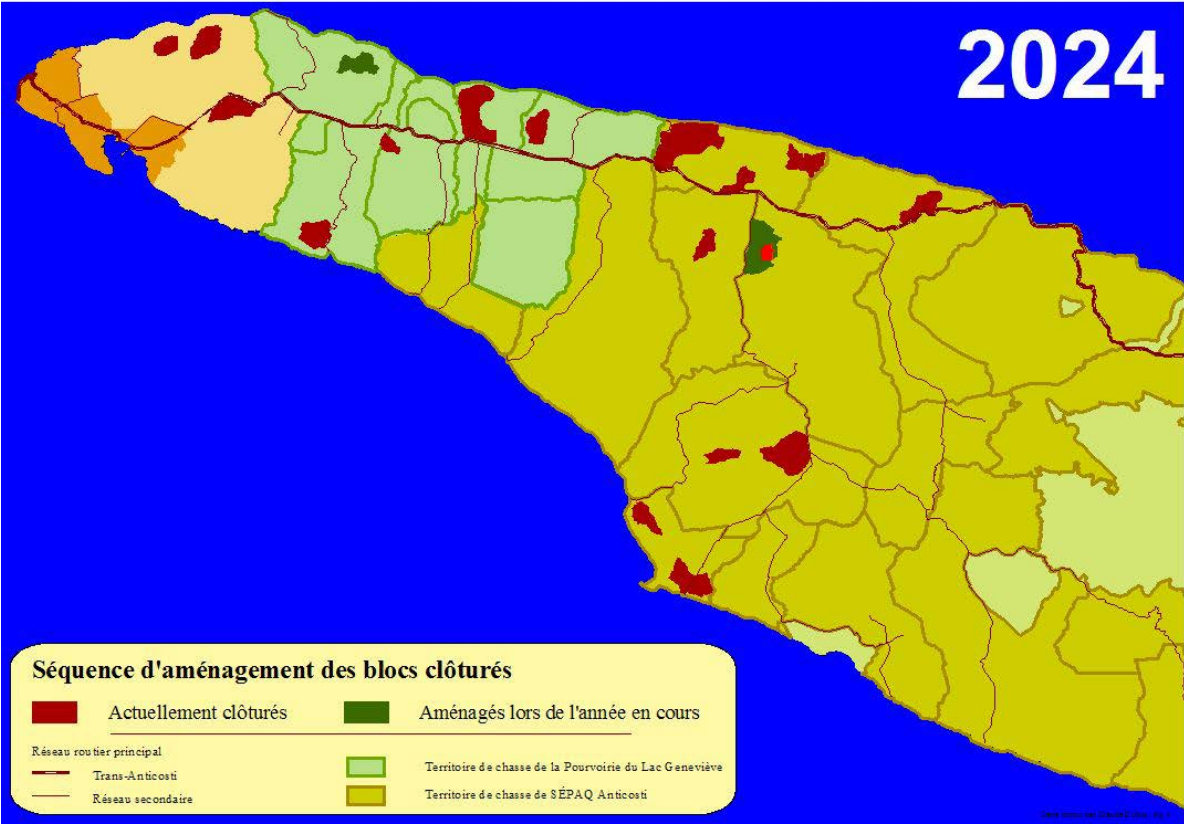 2024
Séquence d'aménagement des blocs clôturés
Actuellement clôturés
Aménagés lors de l'année en cours
Réseau routier principal
Trans-Anticosti
Réseau secondaire
Territoire de chasse de la Pourvoirie du Lac Geneviève
Territoire de chasse de SÉPAQ Anticosti